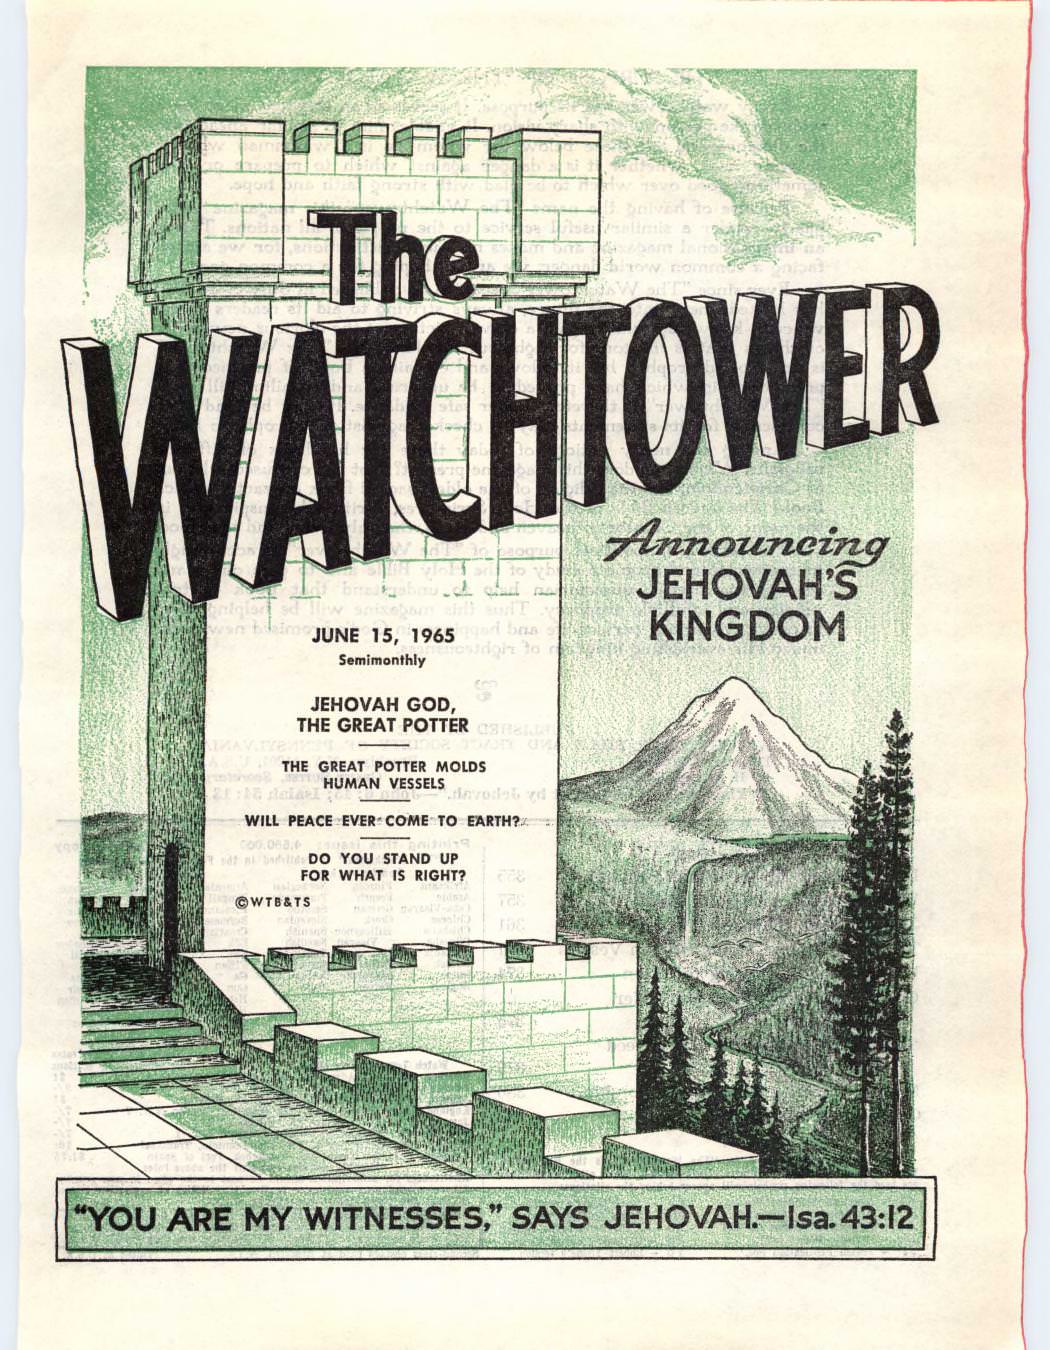 The
WATCHTOWER
Announcing
JEHOVAH'S
KINGDOM
JUNE 15, 1965
Semimonthly
JEHOVAH GOD,
THE GREAT POTTER
THE GREAT POTTER MOLDS
HUMAN VESSELS
WILL PEACE EVER COME TO EARTH?
DO YOU STAND UP
FOR WHAT IS RIGHT?
©WTB&TS
“YOU ARE MY WITNESSES,” SAYS JEHOVAH.—Isa. 43:12